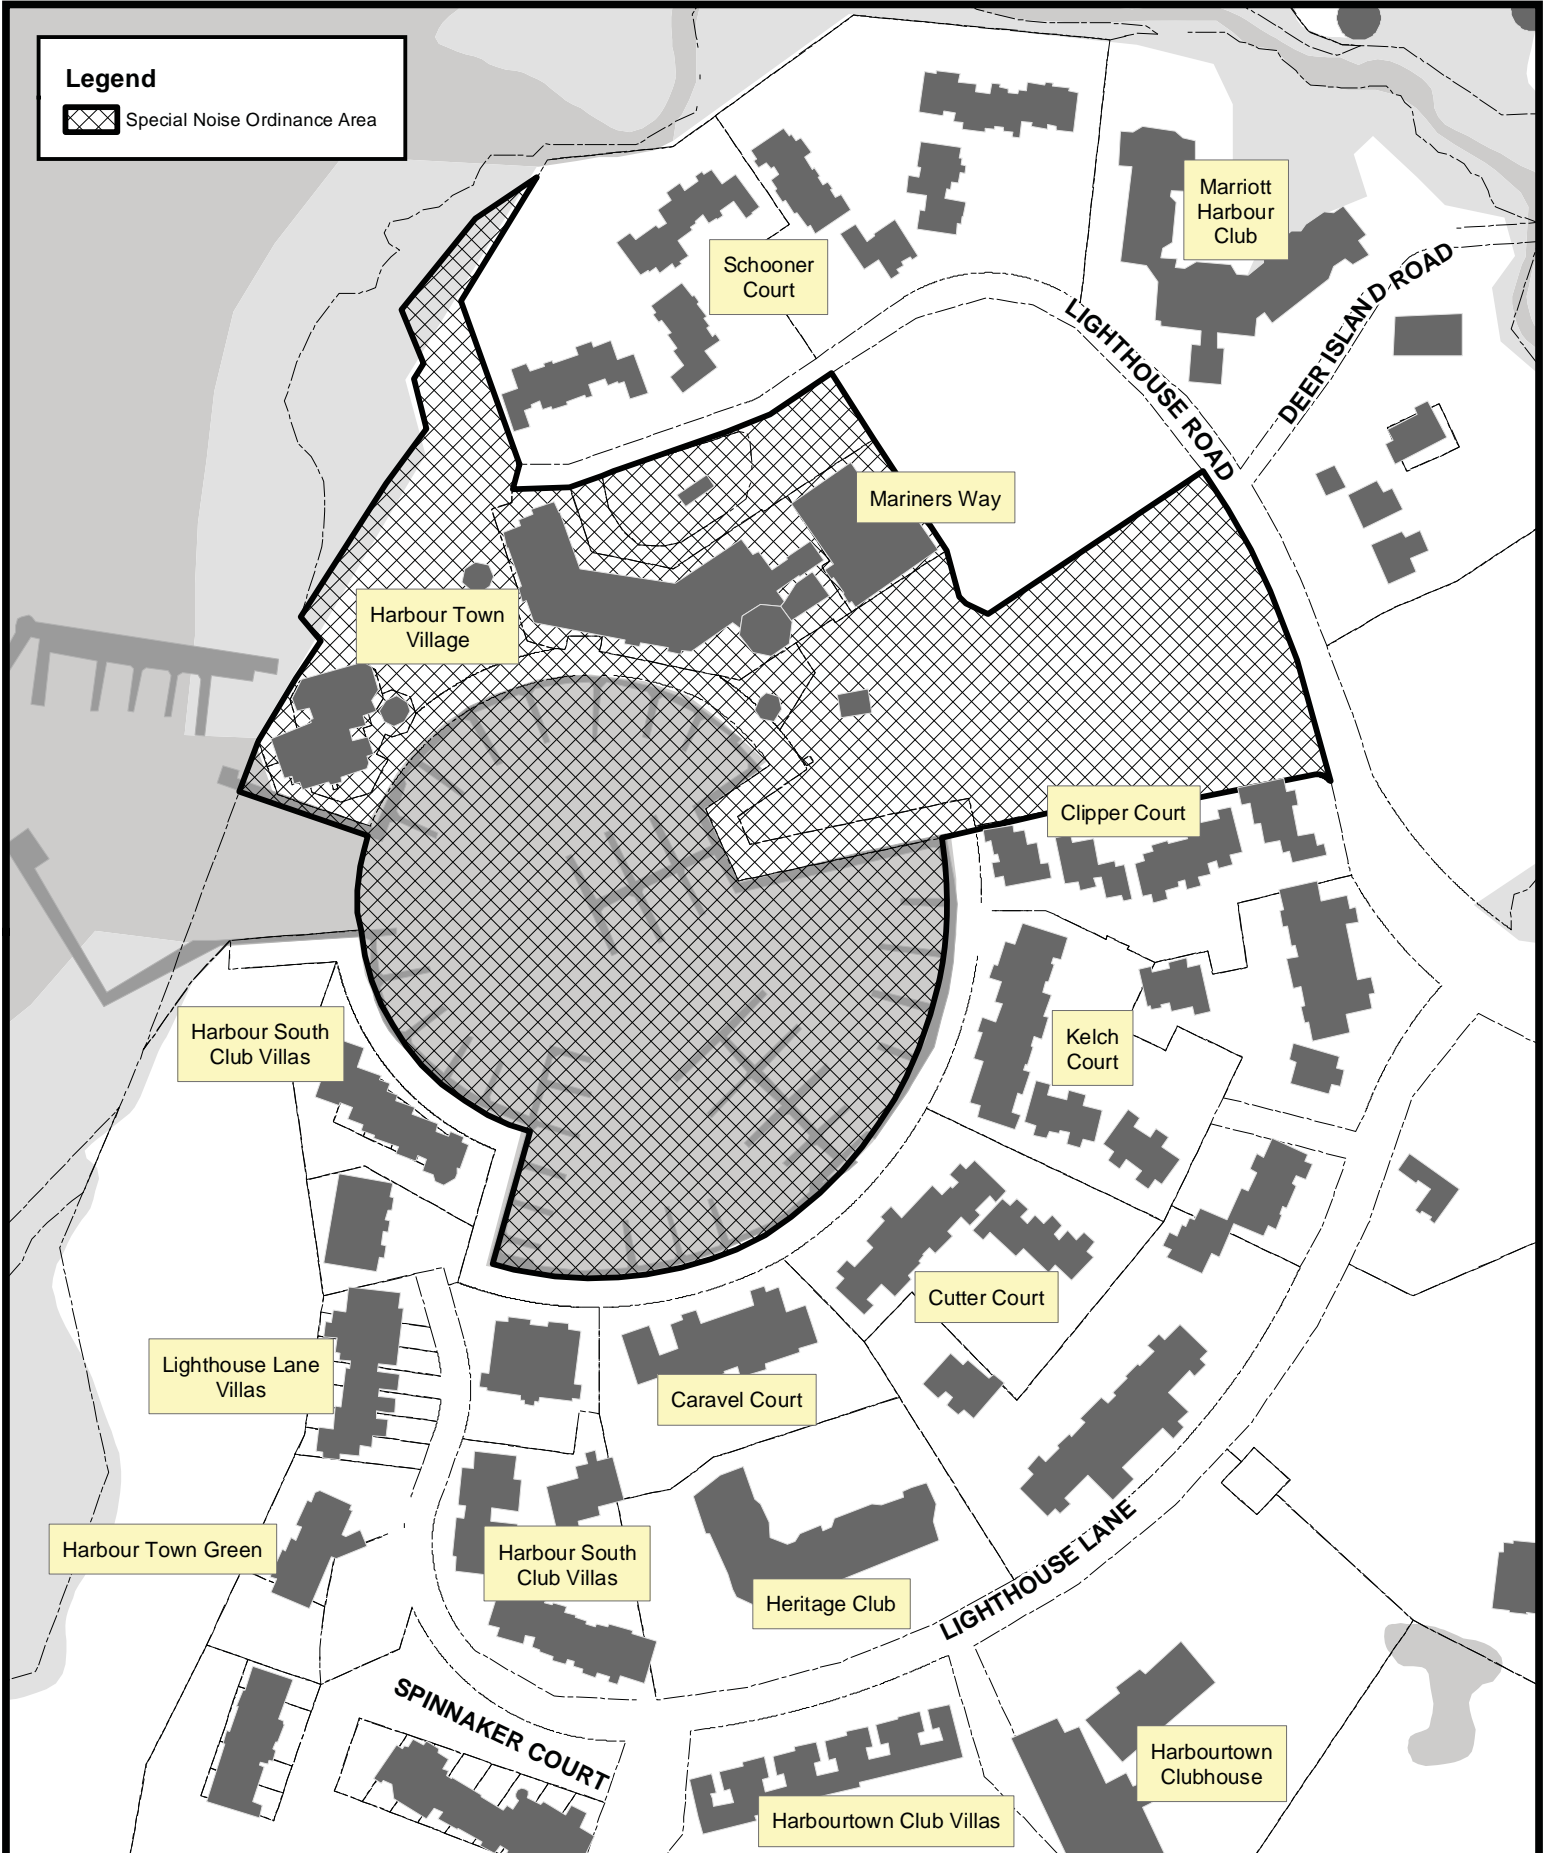 Legend
Special Noise Ordinance Area
Marriott
Harbour
Club
Schooner
Court
LIGHTHOUSE ROAD
DEER ISLAND ROAD
Mariners Way
Harbour Town
Village
Clipper Court
Harbour South
Club Villas
Kelch
Court
Cutter Court
Lighthouse Lane
Villas
Caravel Court
Harbour Town Green
Harbour South
Club Villas
Heritage Club
LIGHTHOUSE LANE
SPINNAKER COURT
Harbourtown
Clubhouse
Harbourtown Club Villas